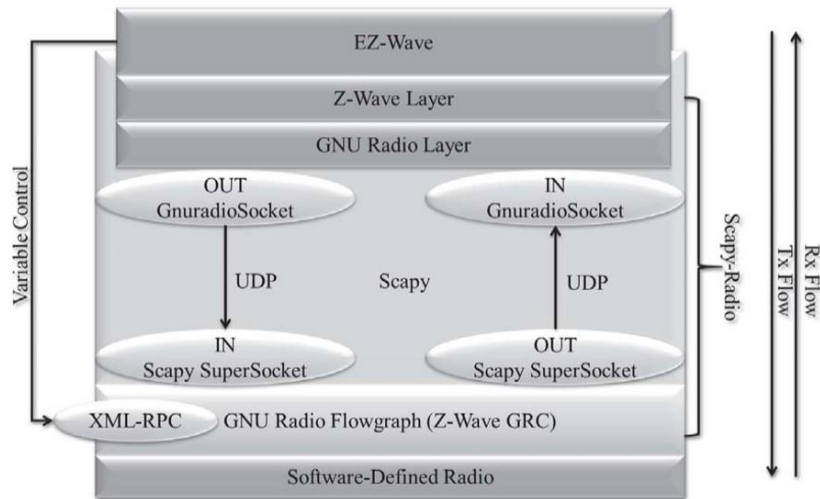 EZ-Wave
Z-Wave Layer
GNU Radio Layer
OUT
GnuradioSocket
IN
GnuradioSocket
UDP
Scapy
UDP
IN
Scapy SuperSocket
OUT
Scapy SuperSocket
XML-RPC
GNU Radio Flowgraph (Z-Wave GRC)
Software-Defined Radio
Variable Control
Scapy-Radio
Tx Flow
Rx Flow